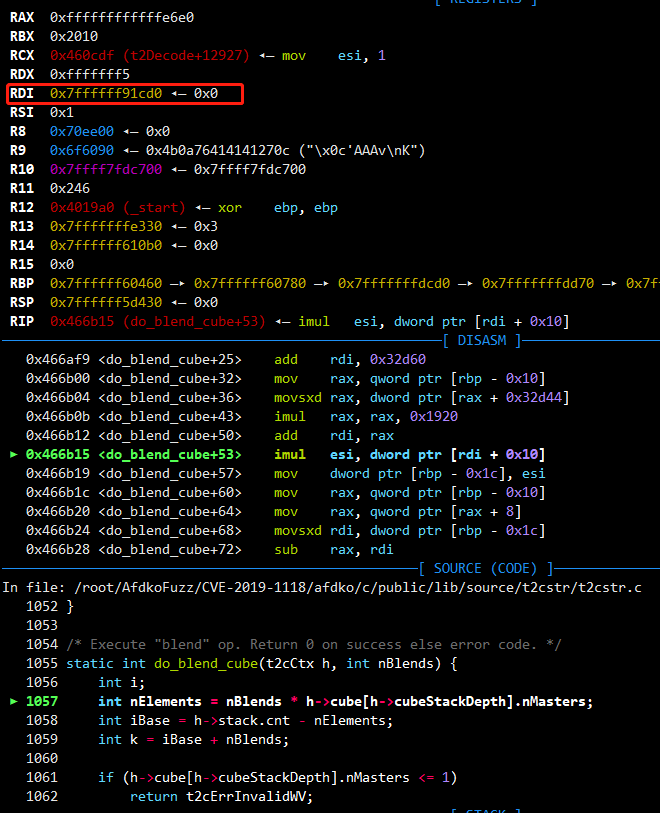 [ REGISTERS ]
RAX 0xffffffffffffe6e0
RBX 0x2010
RCX 0x460cdf (t2Decode+12927) ◂— mov esi, 1
RDX 0xfffffff5
RDI 0x7ffffff91cd0 ◂— 0x0
RSI 0x1
R8 0x70ee00 ◂— 0x0
R9 0x6f6090 ◂— 0x4b0a76414141270c ("\x0c'AAAv\nK")
R10 0x7ffff7fdc700 ◂— 0x7ffff7fdc700
R11 0x246
R12 0x4019a0 (_start) ◂— xor ebp, ebp
R13 0x7fffffffe330 ◂— 0x3
R14 0x7ffffff610b0 ◂— 0x0
R15 0x0
RBP 0x7ffffff60460 —▸ 0x7ffffff60780 —▸ 0x7fffffffdcd0 —▸ 0x7fffffffdd70 —▸ 0x7f
RSP 0x7ffffff5d430 ◂— 0x0
RIP 0x466b15 (do_blend_cube+53) ◂— imul esi, dword ptr [rdi + 0x10]
[ DISASM ]
0x466af9 <do_blend_cube+25> add rdi, 0x32d60
0x466b00 <do_blend_cube+32> mov rax, qword ptr [rbp - 0x10]
0x466b04 <do_blend_cube+36> movsxd rax, dword ptr [rax + 0x32d44]
0x466b0b <do_blend_cube+43> imul rax, rax, 0x1920
0x466b12 <do_blend_cube+50> add rdi, rax
► 0x466b15 <do_blend_cube+53> imul esi, dword ptr [rdi + 0x10]
0x466b19 <do_blend_cube+57> mov dword ptr [rbp - 0x1c], esi
0x466b1c <do_blend_cube+60> mov rax, qword ptr [rbp - 0x10]
0x466b20 <do_blend_cube+64> mov rax, qword ptr [rax + 8]
0x466b24 <do_blend_cube+68> movsxd rdi, dword ptr [rbp - 0x1c]
0x466b28 <do_blend_cube+72> sub rax, rdi
[ SOURCE (CODE) ]
In file: /root/AfdkoFuzz/CVE-2019-1118/afdko/c/public/lib/source/t2cstr/t2cstr.c
1052 }
1053
1054 /* Execute "blend" op. Return 0 on success else error code. */
1055 static int do_blend_cube(t2cCtx h, int nBlends) {
1056 int i;
► 1057 int nElements = nBlends * h->cube[h->cubeStackDepth].nMasters;
1058 int iBase = h->stack.cnt - nElements;
1059 int k = iBase + nBlends;
1060
1061 if (h->cube[h->cubeStackDepth].nMasters <= 1)
1062 return t2cErrInvalidWV;